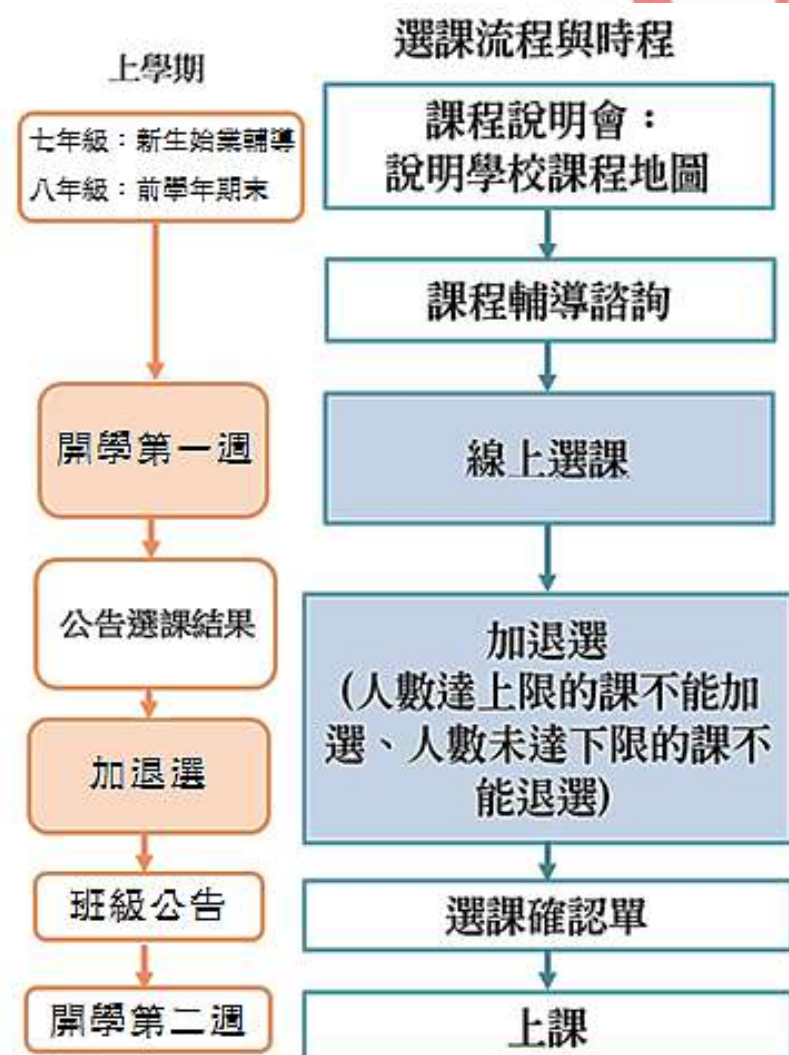 選課流程與時程
上學期
七年級：新生始業輔導
八年級：前學年期末
開學第一週
公告選課結果
加退選
班級公告
開學第二週
課程說明會：
說明學校課程地圖
課程輔導諮詢
線上選課
加退選
(人數達上限的課不能加
選、人數未達下限的課不
能退選)
選課確認單
上課